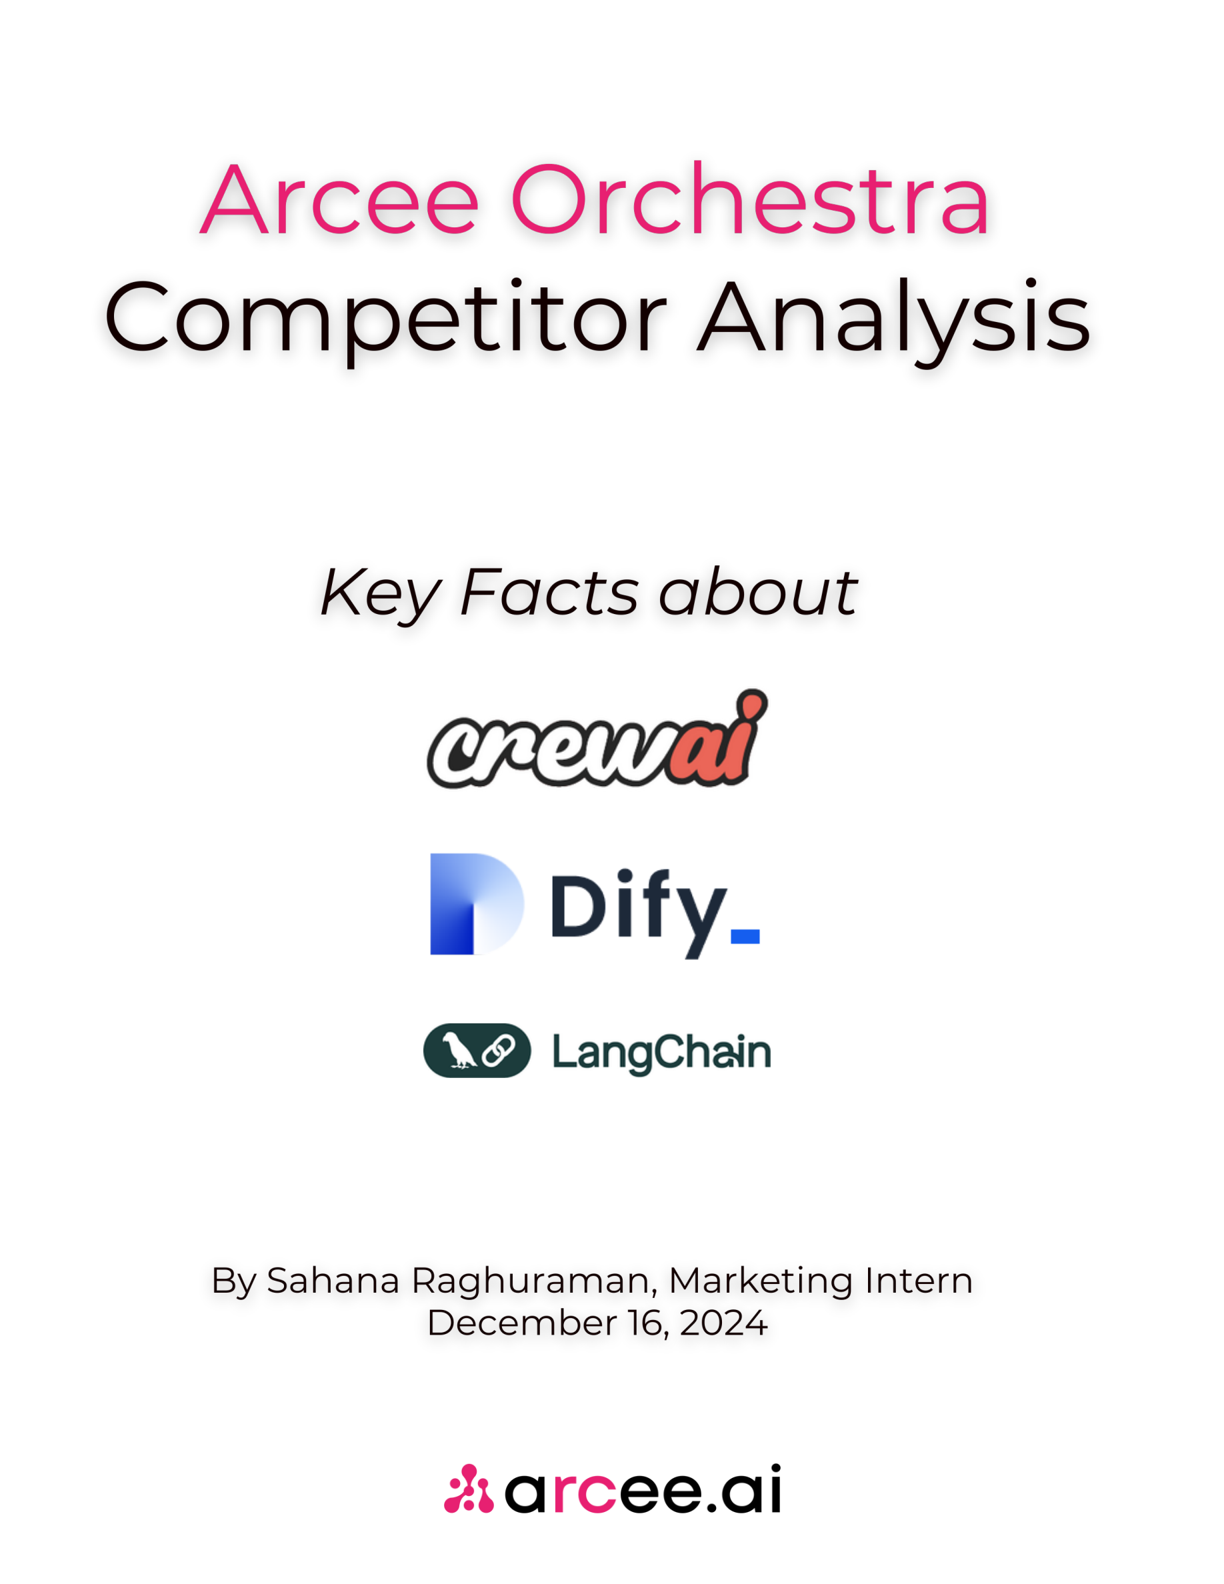 Arcee Orchestra
Competitor Analysis
Key Facts about
crewai
Dify_
LangChain
By Sahana Raghuraman, Marketing Intern
December 16, 2024
arcee.ai